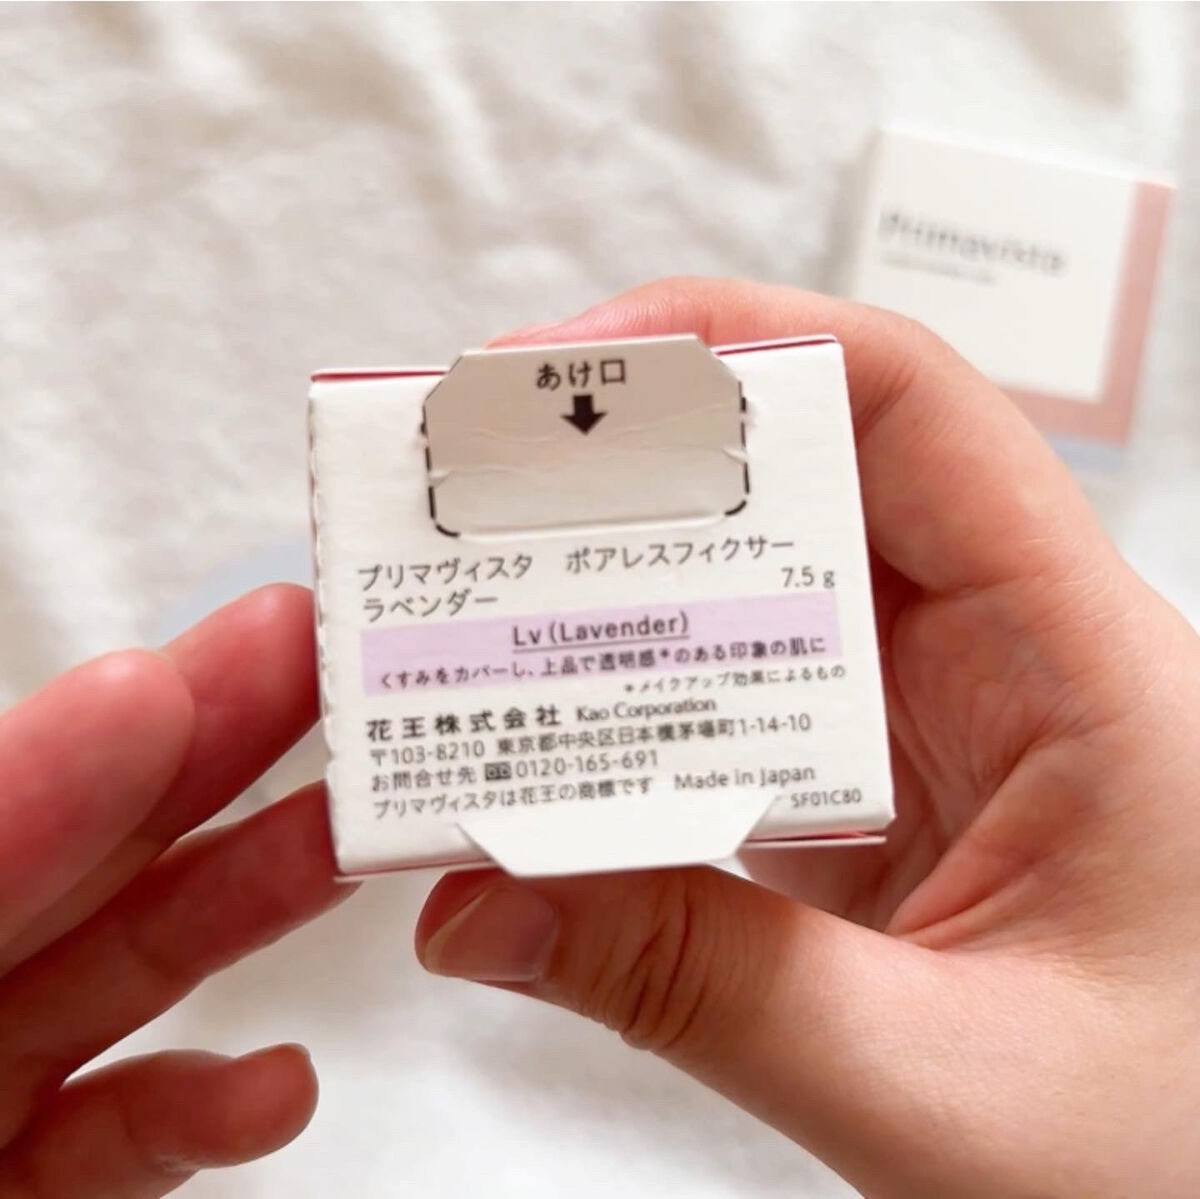 あけ口
プリマヴィスタ ポアレスフィクサー
ラベンダー 7.5 g
Lv (Lavender)
くすみをカバーし、上品で透明感*のある印象の肌に
*メイクアップ効果によるもの
花王株式会社 Kao Corporation
〒103-8210 東京都中央区日本橋茅場町1-14-10
お問合せ先 0120-165-691
プリマヴィスタは花王の商標です Made in Japan
SF01C80
Primavista